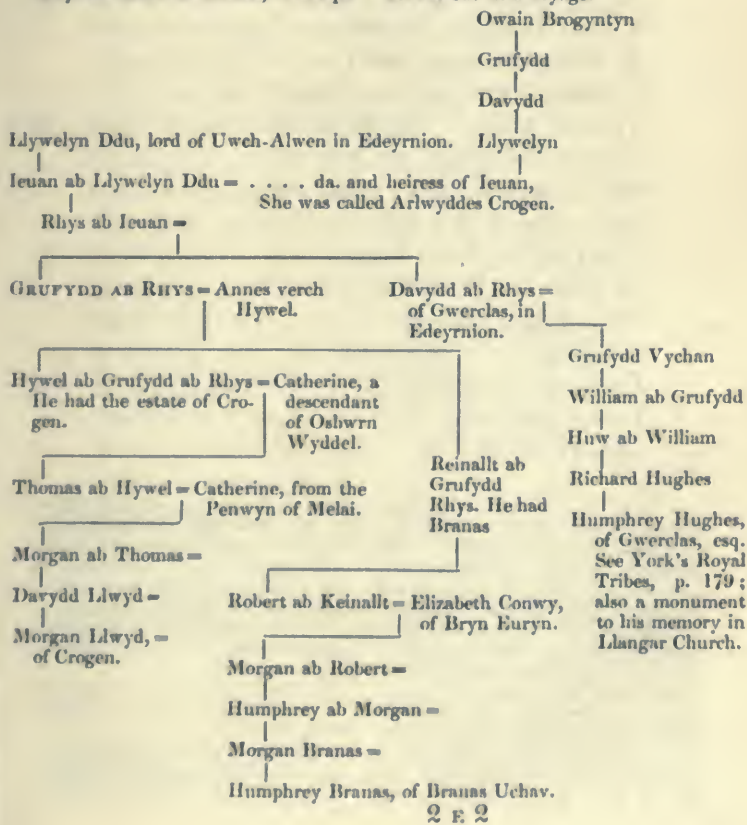 Owain Brogyntyn
Grufydd
Davydd
Llywelyn Ddu, lord of Uwch-Alwen in Edeyrnion. Llywelyn
Ieuan ab Llywelyn Ddu = . . . . da. and heiress of Ieuan,
She was called Arlwyddes Crogen.
Rhys ab Ieuan =
GRUFYDD AB RHYS = Annes verch
Hywel.
Davydd ab Rhys =
of Gwerclas, in
Edeyrnion.
Hywel ab Grufydd ab Rhys = Catherine, a
He had the estate of Cro-
gen.
descendant
of Osbwrn
Wyddel.
Reinallt ab
Grufydd
Rhys. He had
Branas
Grufydd Vychan
William ab Grufydd
Huw ab William
Richard Hughes
Humphrey Hughes,
of Gwerclas, esq.
See York's Royal
Tribes, p. 179;
also a monument
to his memory in
Llangar Church.
Thomas ab Hywel = Catherine, from the
Penwyn of Melai.
Morgan ab Thomas =
Davydd Llwyd =
Morgan Llwyd, =
of Crogen.
Robert ab Keinallt = Elizabeth Conwy,
of Bryn Euryn.
Morgan ab Robert =
Humphrey ab Morgan =
Morgan Branas =
Humphrey Branas, of Branas Uchav.
2 E 2